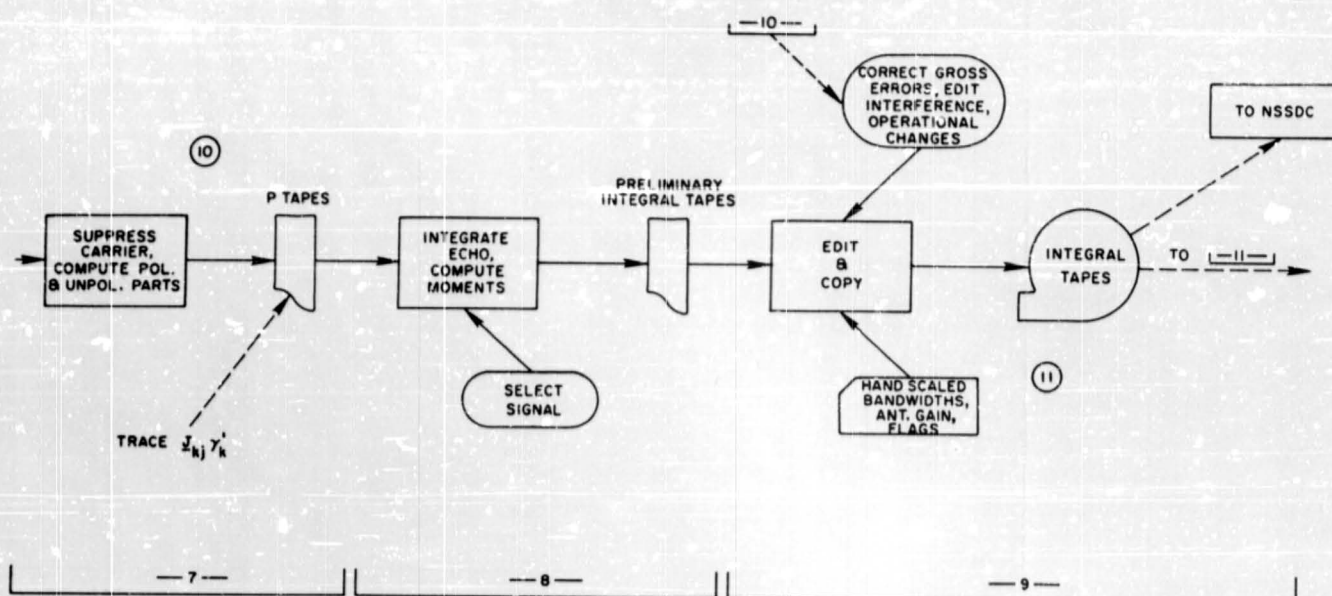 —10—
CORRECT GROSS
ERRORS, EDIT
INTERFERENCE,
OPERATIONAL
CHANGES
TO NSSDC
10
P TAPES
PRELIMINARY
INTEGRAL TAPES
SUPPRESS
CARRIER,
COMPUTE POL.
& UNPOL. PARTS
INTEGRATE
ECHO,
COMPUTE
MOMENTS
EDIT
&
COPY
INTEGRAL
TAPES
TO —11—
SELECT
SIGNAL
HAND SCALED
BANDWIDTHS,
ANT. GAIN,
FLAGS
11
TRACE J_kj γ'_k
—7—
—8—
—9—